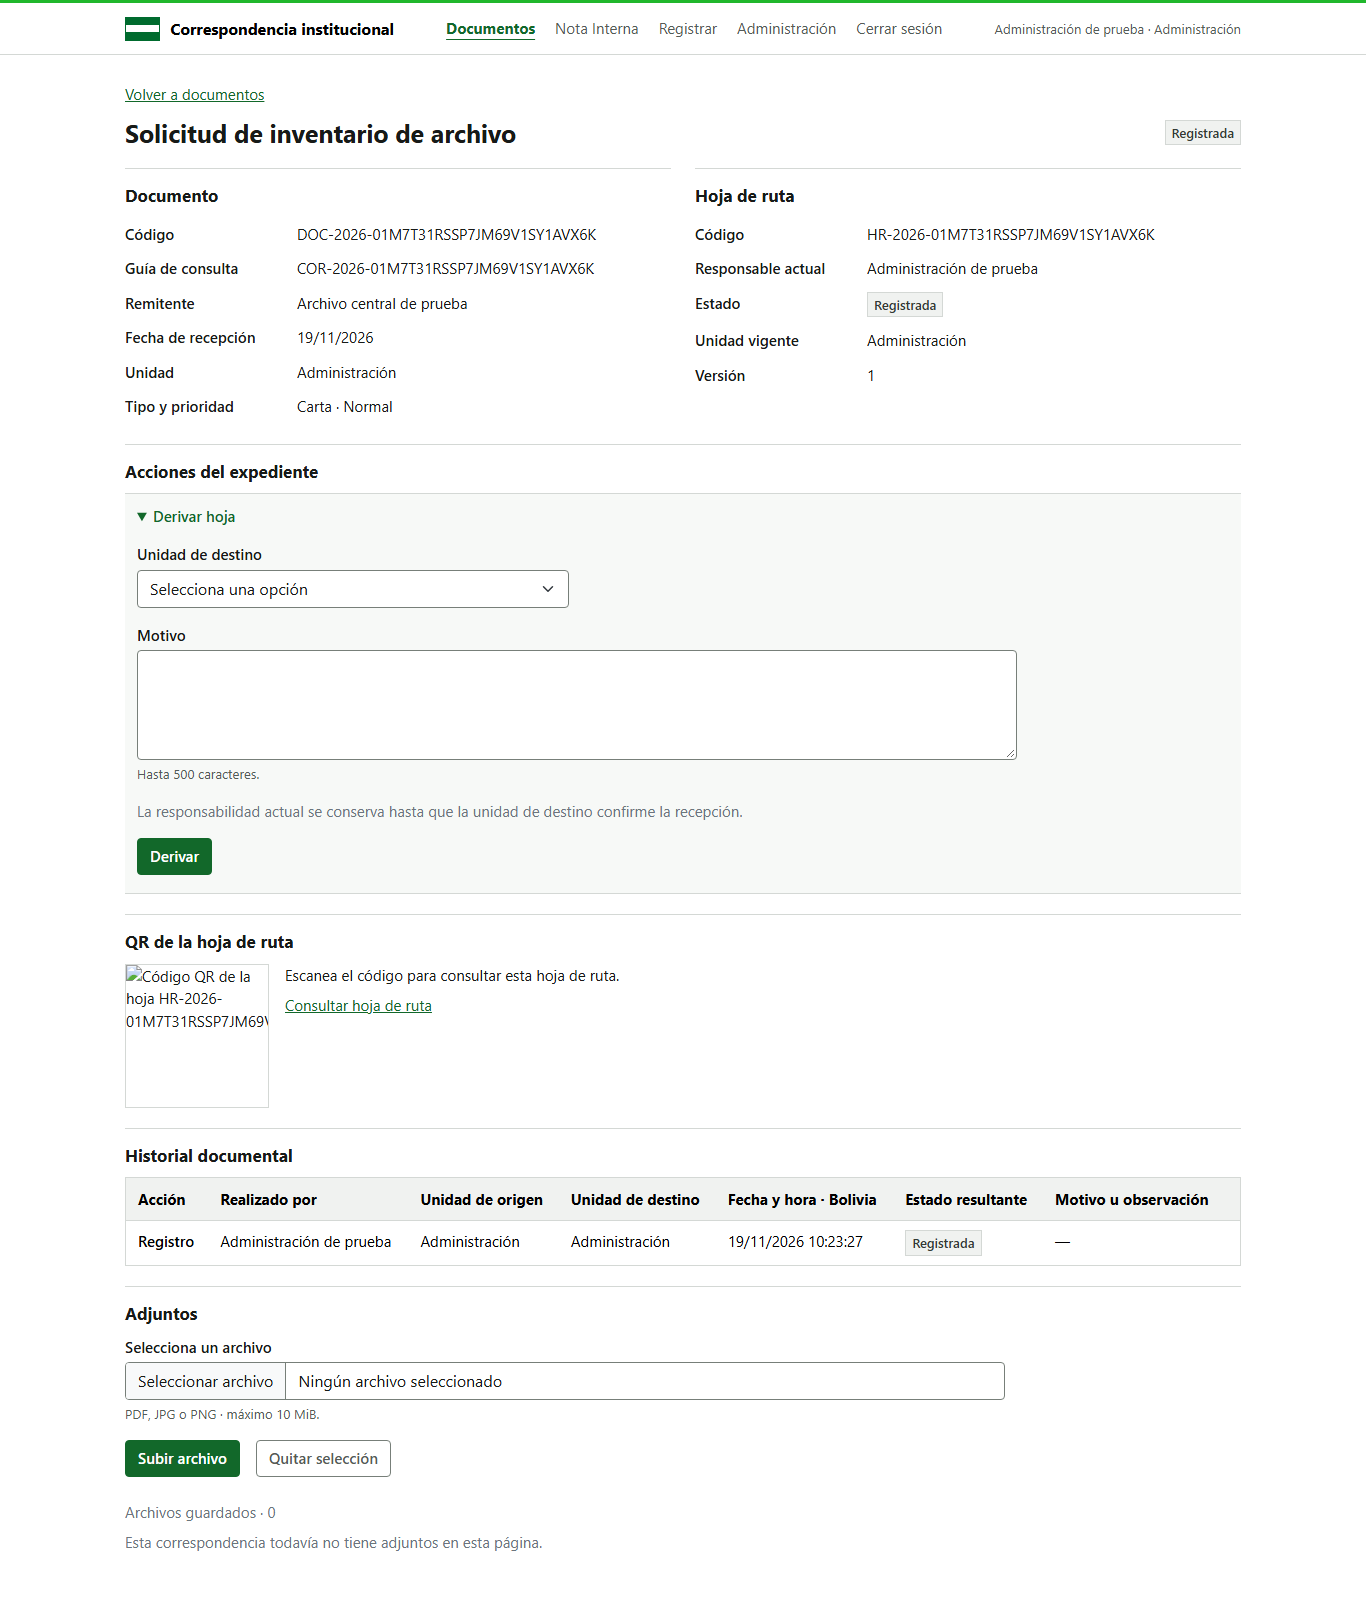 Correspondencia institucional
Documentos
Nota Interna
Registrar
Administración
Cerrar sesión
Administración de prueba · Administración
Volver a documentos
Solicitud de inventario de archivo
Registrada
Documento
Código DOC-2026-01M7T31RSSP7JM69V1SY1AVX6K
Guía de consulta COR-2026-01M7T31RSSP7JM69V1SY1AVX6K
Remitente Archivo central de prueba
Fecha de recepción 19/11/2026
Unidad Administración
Tipo y prioridad Carta · Normal
Hoja de ruta
Código HR-2026-01M7T31RSSP7JM69V1SY1AVX6K
Responsable actual Administración de prueba
Estado Registrada
Unidad vigente Administración
Versión 1
Acciones del expediente
Derivar hoja
Unidad de destino
Selecciona una opción
Motivo
Hasta 500 caracteres.
La responsabilidad actual se conserva hasta que la unidad de destino confirme la recepción.
Derivar
QR de la hoja de ruta
Código QR de la
hoja HR-2026-
01M7T31RSSP7JM69V
Escanea el código para consultar esta hoja de ruta.
Consultar hoja de ruta
Historial documental
Acción Realizado por Unidad de origen Unidad de destino Fecha y hora · Bolivia Estado resultante Motivo u observación
Registro Administración de prueba Administración Administración 19/11/2026 10:23:27 Registrada —
Adjuntos
Selecciona un archivo
Seleccionar archivo Ningún archivo seleccionado
PDF, JPG o PNG · máximo 10 MiB.
Subir archivo Quitar selección
Archivos guardados · 0
Esta correspondencia todavía no tiene adjuntos en esta página.